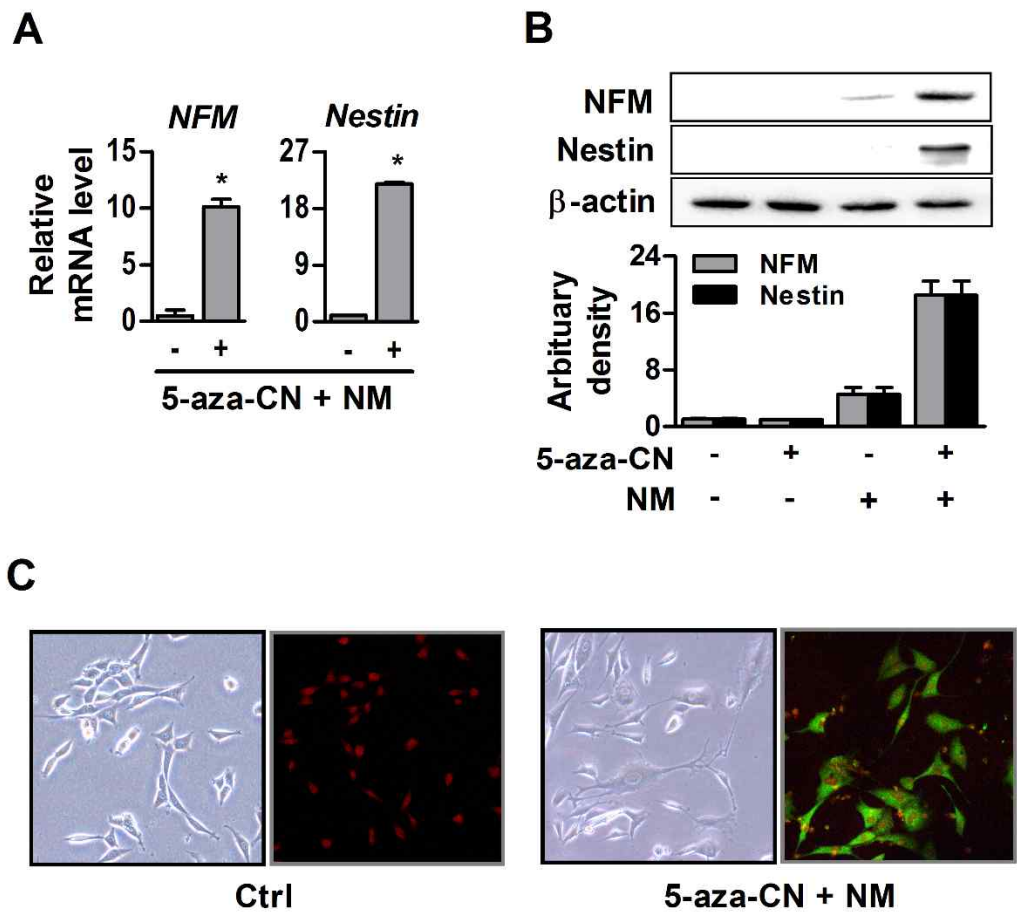 A
NFM
Nestin
Relative
mRNA level
15
10
5
0
*
- +
27
18
9
0
*
- +
5-aza-CN + NM
B
NFM
Nestin
β-actin
Arbituary
density
24
16
8
0
NFM
Nestin
5-aza-CN - + - +
NM - - + +
C
Ctrl
5-aza-CN + NM